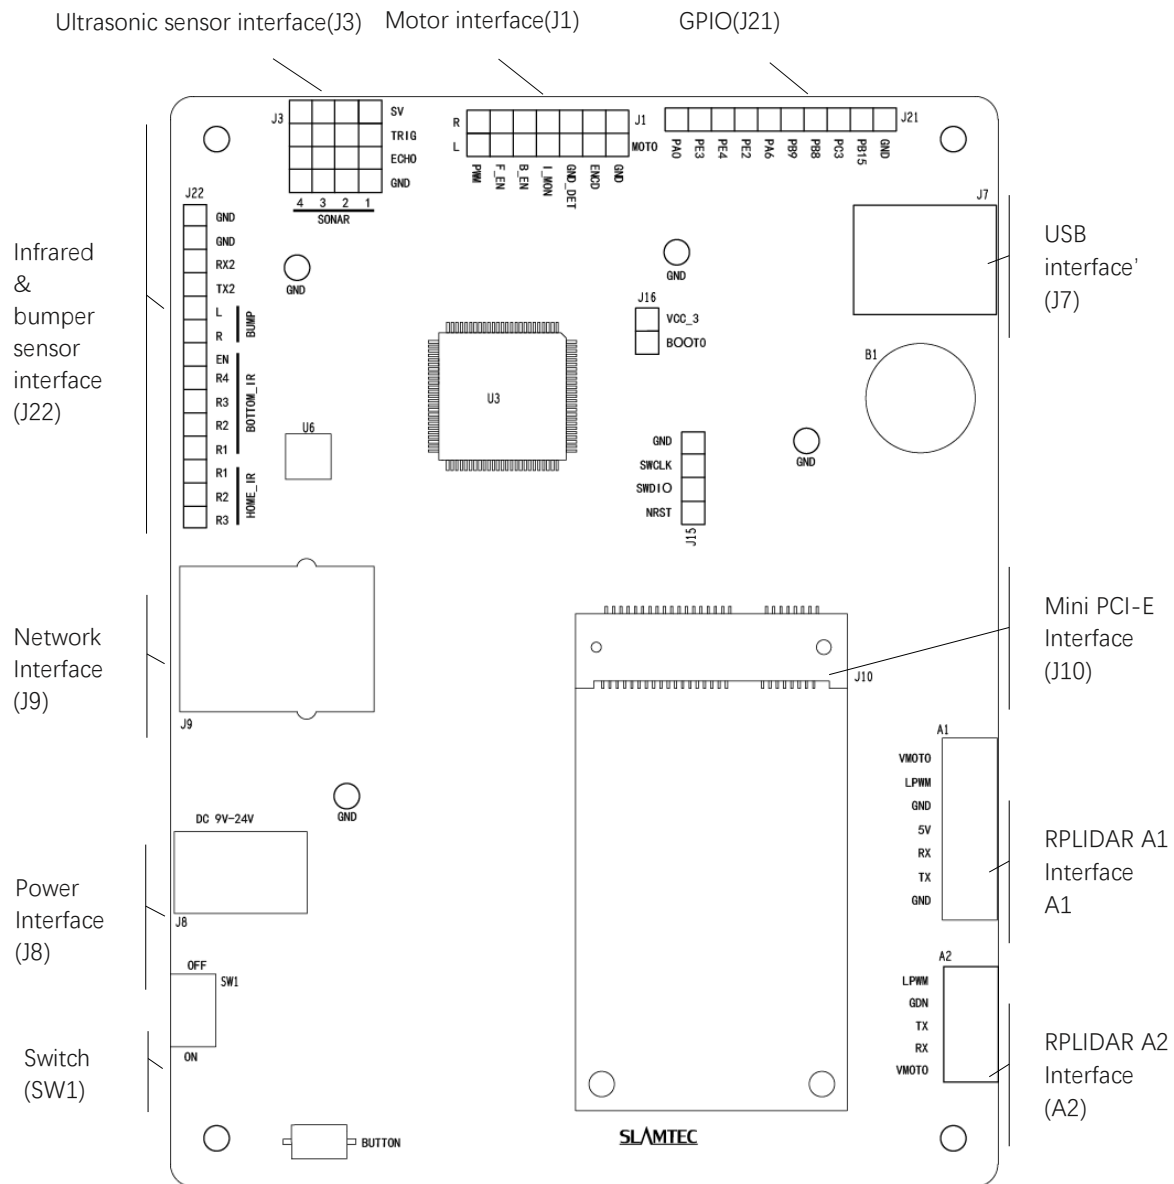 Ultrasonic sensor interface(J3)
Motor interface(J1)
GPIO(J21)
J3
SV
TRIG
ECHO
GND
4 3 2 1
SONAR
R
L
J1
MOTO
PWM
F_EN
B_EN
I_MON
GND_DET
ENCD
GND
J21
PA0
PE3
PE4
PE2
PA6
PB9
PB8
PC3
PB15
GND
J22
GND
GND
RX2
TX2
L
R
BUMP
EN
R4
R3
R2
R1
BOTTOM_IR
R1
R2
R3
HOME_IR
Infrared
&
bumper
sensor
interface
(J22)
GND
GND
J7
USB
interface’
(J7)
J16
VCC_3
BOOT0
B1
U3
U6
GND
GND
SWCLK
SWDIO
NRST
J15
Network
Interface
(J9)
J9
Mini PCI-E
Interface
(J10)
J10
GND
DC 9V-24V
J8
Power
Interface
(J8)
A1
VMOTO
LPWM
GND
5V
RX
TX
GND
RPLIDAR A1
Interface
A1
OFF
SW1
ON
Switch
(SW1)
A2
LPWM
GDN
TX
RX
VMOTO
RPLIDAR A2
Interface
(A2)
BUTTON
SLAMTEC